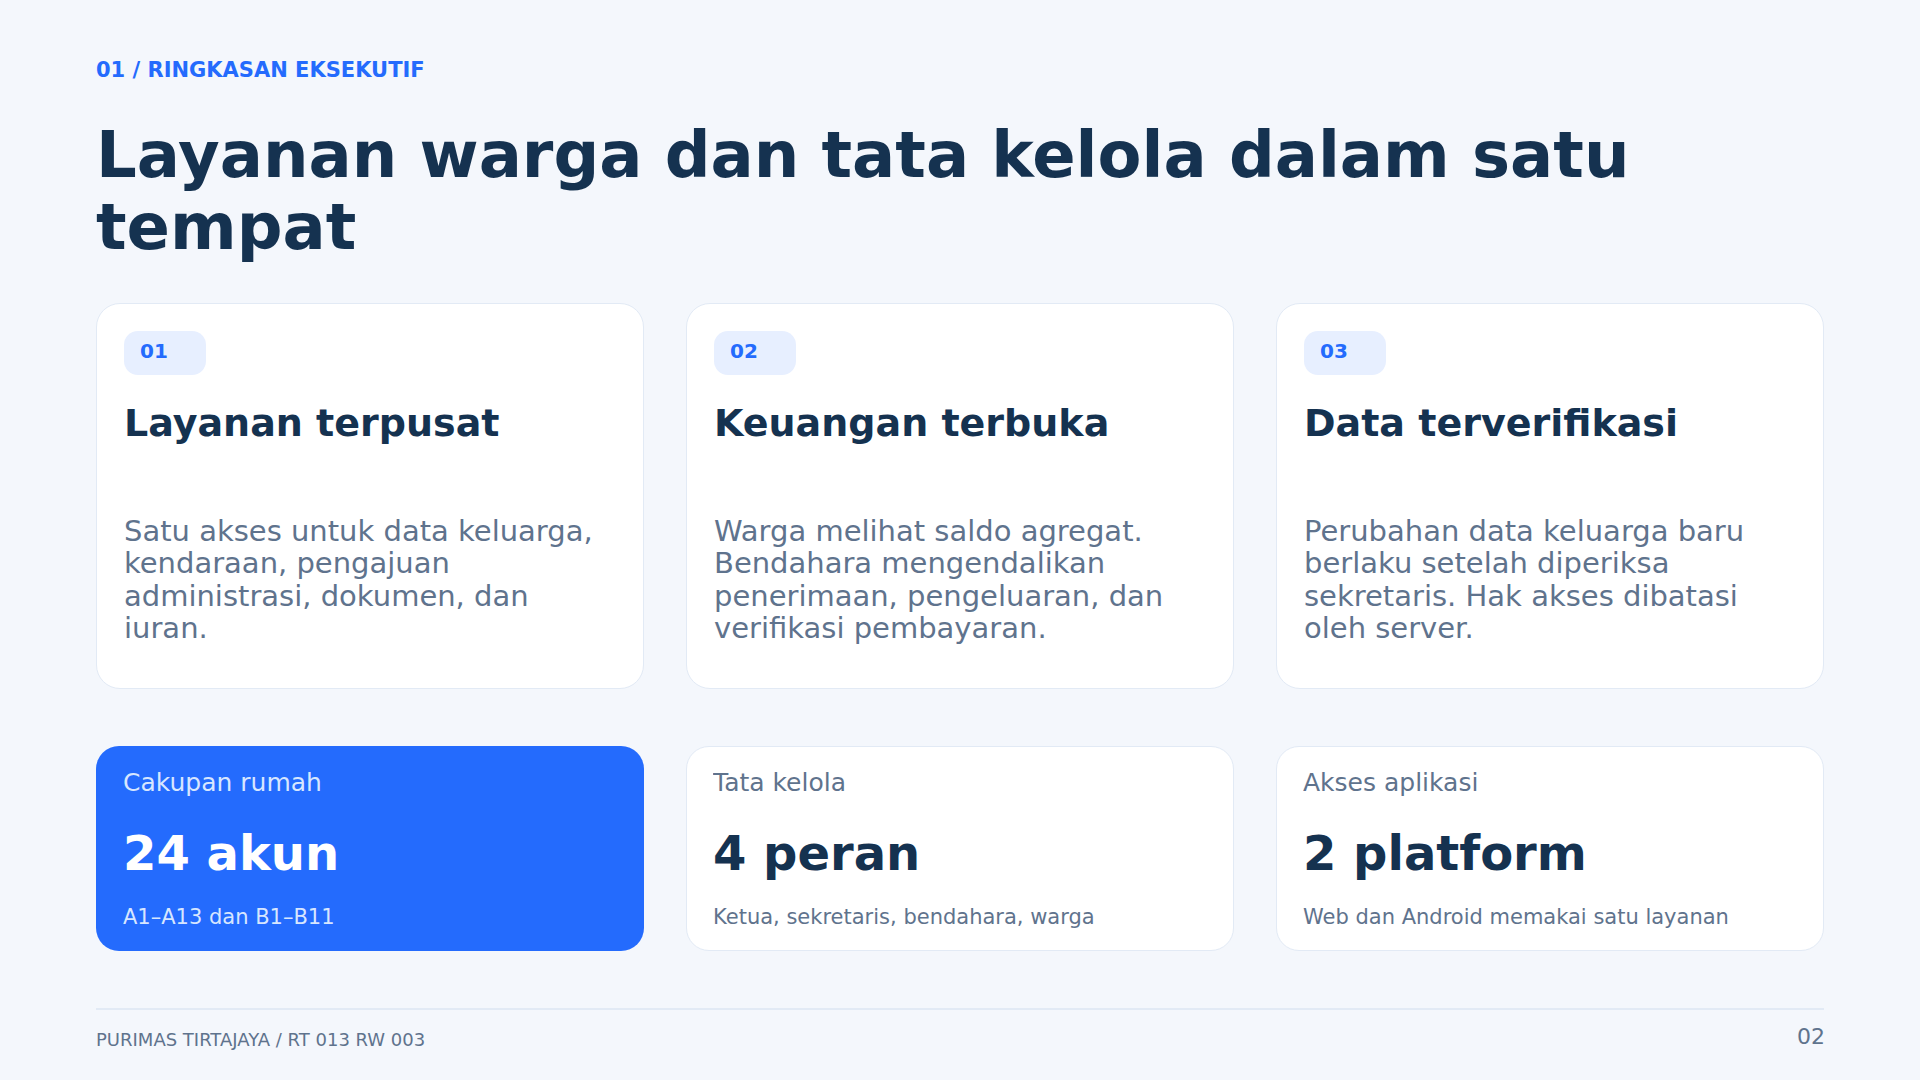 01 / RINGKASAN EKSEKUTIF
Layanan warga dan tata kelola dalam satu
tempat
01
Layanan terpusat
Satu akses untuk data keluarga,
kendaraan, pengajuan
administrasi, dokumen, dan
iuran.
02
Keuangan terbuka
Warga melihat saldo agregat.
Bendahara mengendalikan
penerimaan, pengeluaran, dan
verifikasi pembayaran.
03
Data terverifikasi
Perubahan data keluarga baru
berlaku setelah diperiksa
sekretaris. Hak akses dibatasi
oleh server.
Cakupan rumah
24 akun
A1–A13 dan B1–B11
Tata kelola
4 peran
Ketua, sekretaris, bendahara, warga
Akses aplikasi
2 platform
Web dan Android memakai satu layanan
PURIMAS TIRTAJAYA / RT 013 RW 003
02